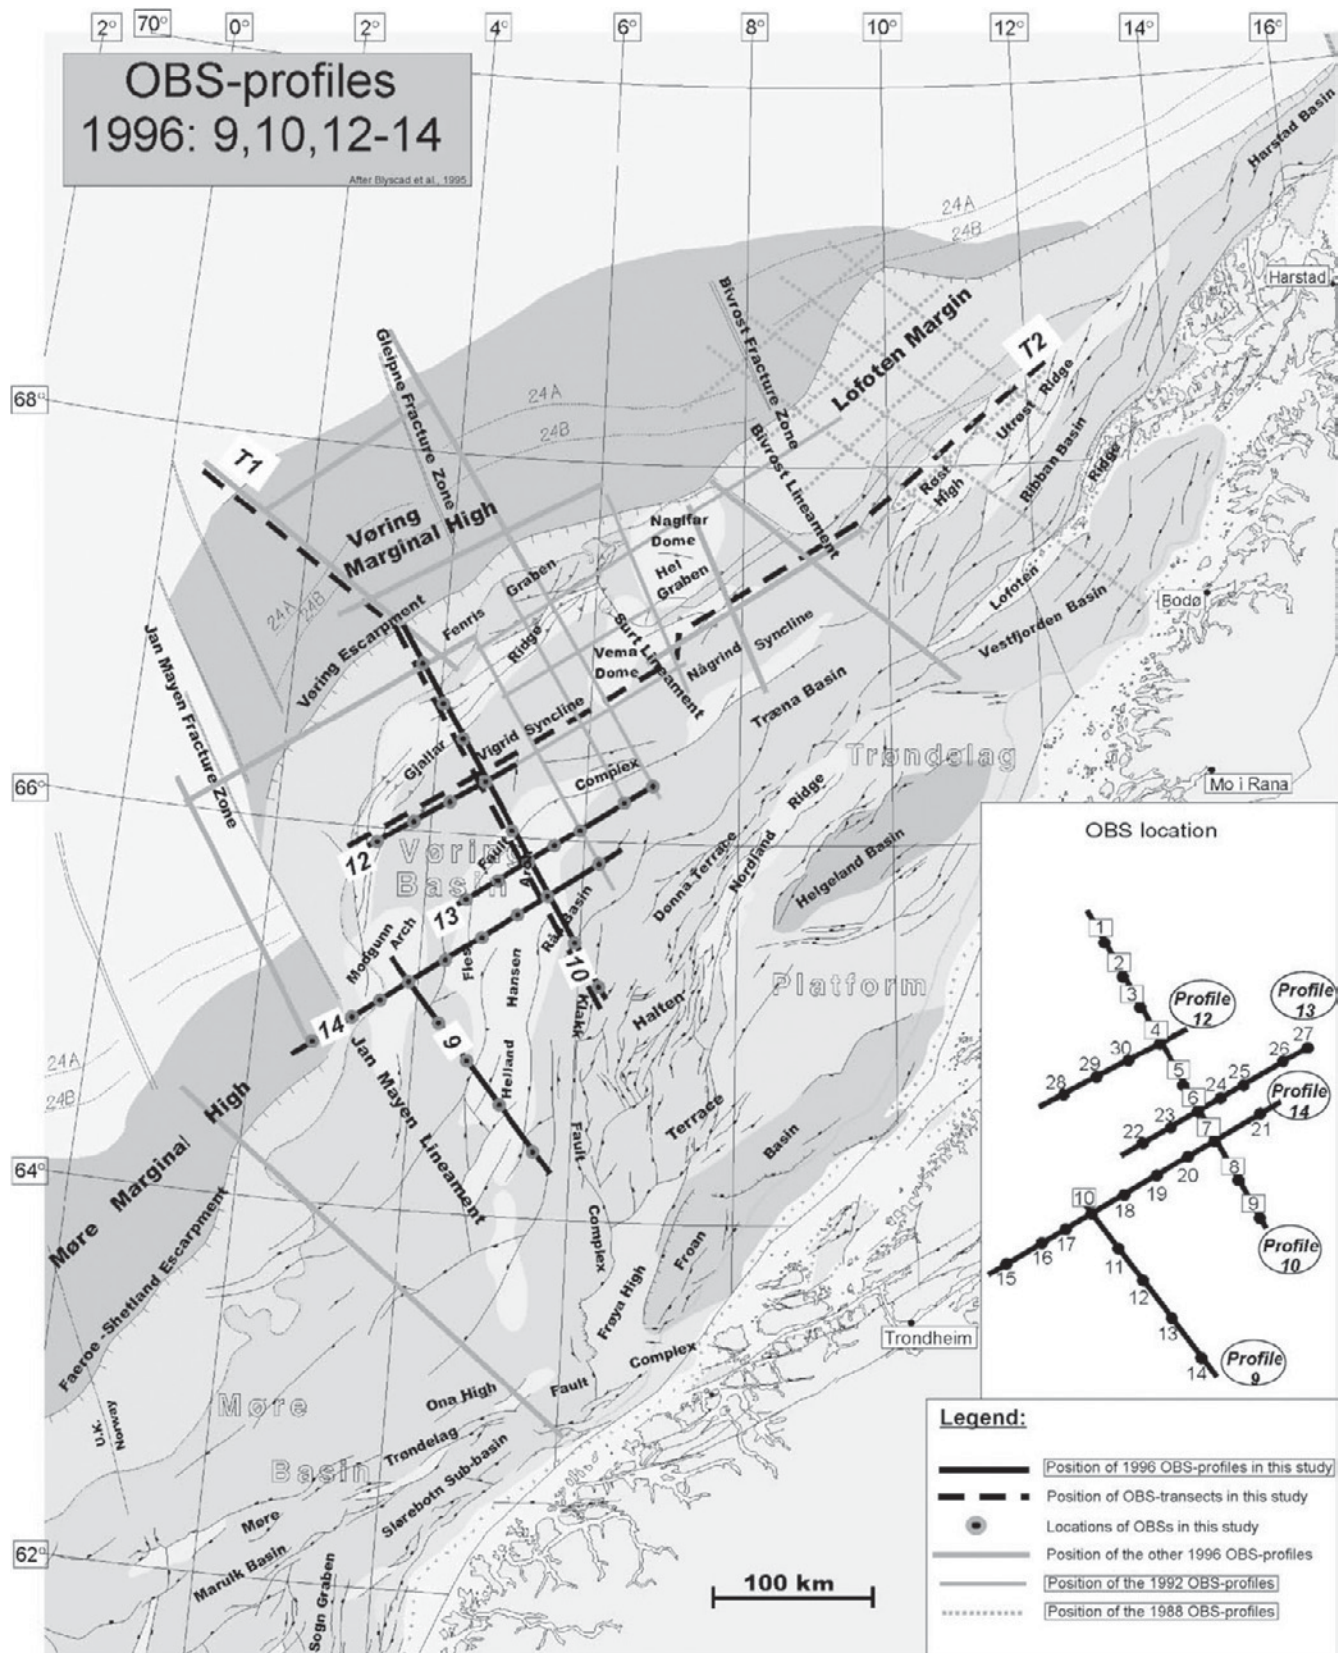 2°
70°
0°
2°
4°
6°
8°
10°
12°
14°
16°
OBS-profiles
1996: 9,10,12-14
After Blyscad et al., 1995
Harstad Basin
24A
24B
Harstad
Bivrost Fracture Zone
Lofoten Margin
T2
Gleipne Fracture Zone
68°
24A
24B
Utrøst Ridge
T1
Bivrost Lineament
Røst
High
Ribban Basin
Ridge
Vøring
Marginal High
Naglfar
Dome
Hel
Graben
Graben
Lofoten
Bodø
24A
24B
Vøring Escarpment
Fenris
Ridge
Surt Lineament
Vema
Dome
Någrind
Syncline
Vestfjorden Basin
Jan Mayen Fracture Zone
Træna Basin
Gjallar
Vigrid
Syncline
Trøndelag
66°
Complex
Ridge
Mo i Rana
12
Vøring
Basin
Fault
Dønna Terrace
Nordland
Helgeland Basin
13
Rås
Basin
Modgunn
Arch
Fles
Hansen
10
Platform
Klakk
Halten
14
9
24A
24B
Jan Mayen Lineament
Helland
Terrace
Fault
Basin
64°
Møre Marginal High
Faeroe -Shetland Escarpment
Complex
Froan
Frøya High
Trondheim
Complex
Fault
Ona High
Norway
U.K.
Møre
Basin
Trøndelag
Slørebotn Sub-basin
Møre
62°
Marulk Basin
Sogn Graben
100 km
OBS location
1
2
3
4
Profile
12
Profile
13
27
26
25
24
5
6
30
29
28
23
22
7
Profile
14
21
8
9
20
19
18
10
17
16
15
Profile
10
11
12
13
14
Profile
9
Legend:
Position of 1996 OBS-profiles in this study
Position of OBS-transects in this study
Locations of OBSs in this study
Position of the other 1996 OBS-profiles
Position of the 1992 OBS-profiles
Position of the 1988 OBS-profiles